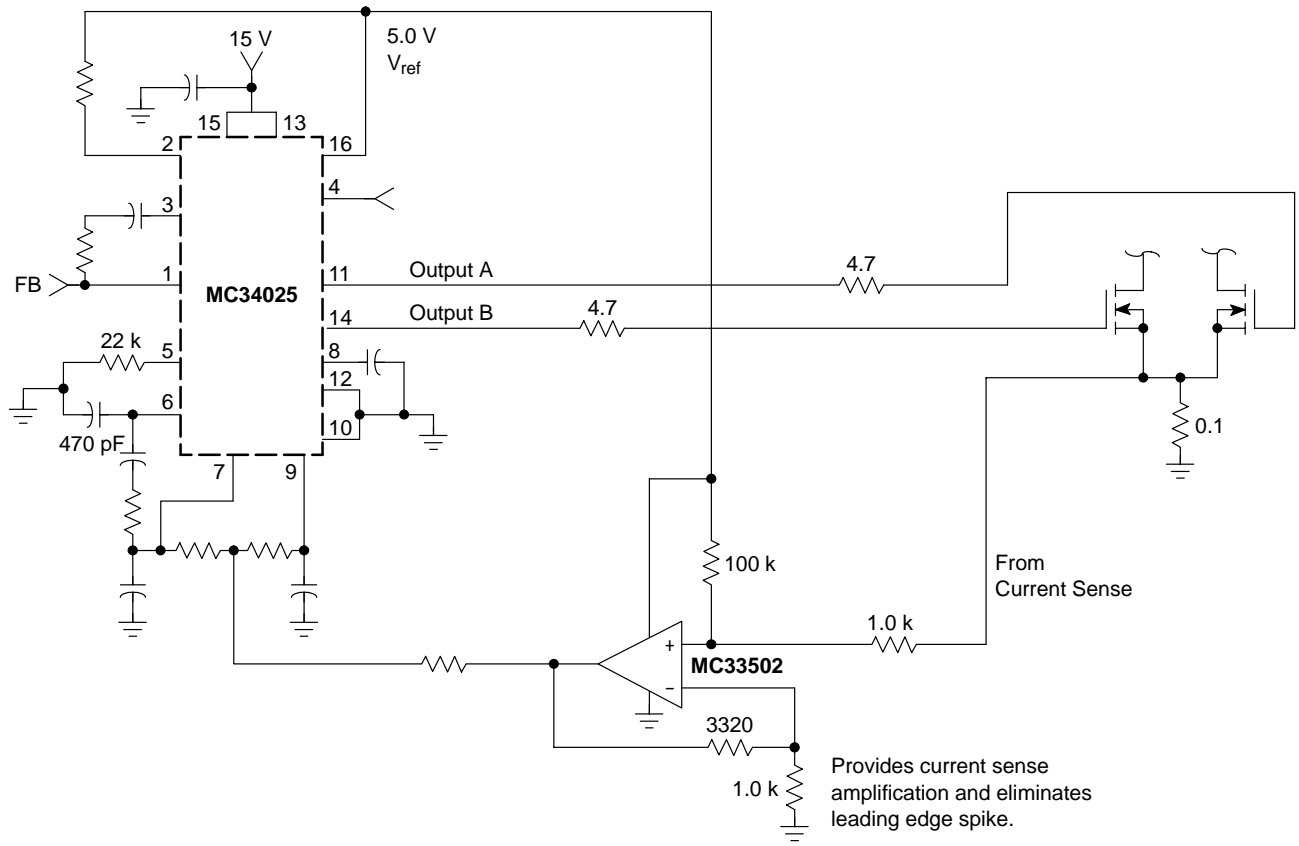 15 V
5.0 V
Vref
15
13
2
16
4
3
FB
1
MC34025
11
Output A
4.7
14
Output B
4.7
22 k
5
8
12
6
10
470 pF
7
9
0.1
100 k
From
Current Sense
1.0 k
+
MC33502
−
3320
1.0 k
Provides current sense
amplification and eliminates
leading edge spike.